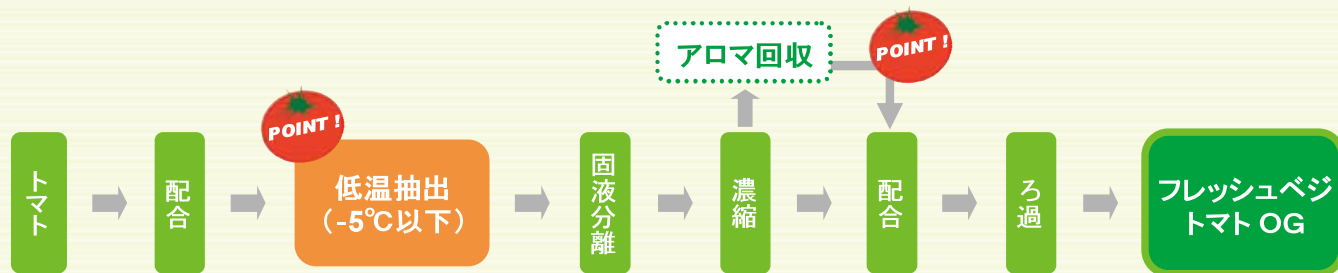 トマト
配合
POINT!
低温抽出
(-5℃以下)
固液分離
濃縮
アロマ回収
POINT!
配合
ろ過
フレッシュベジ
トマト OG